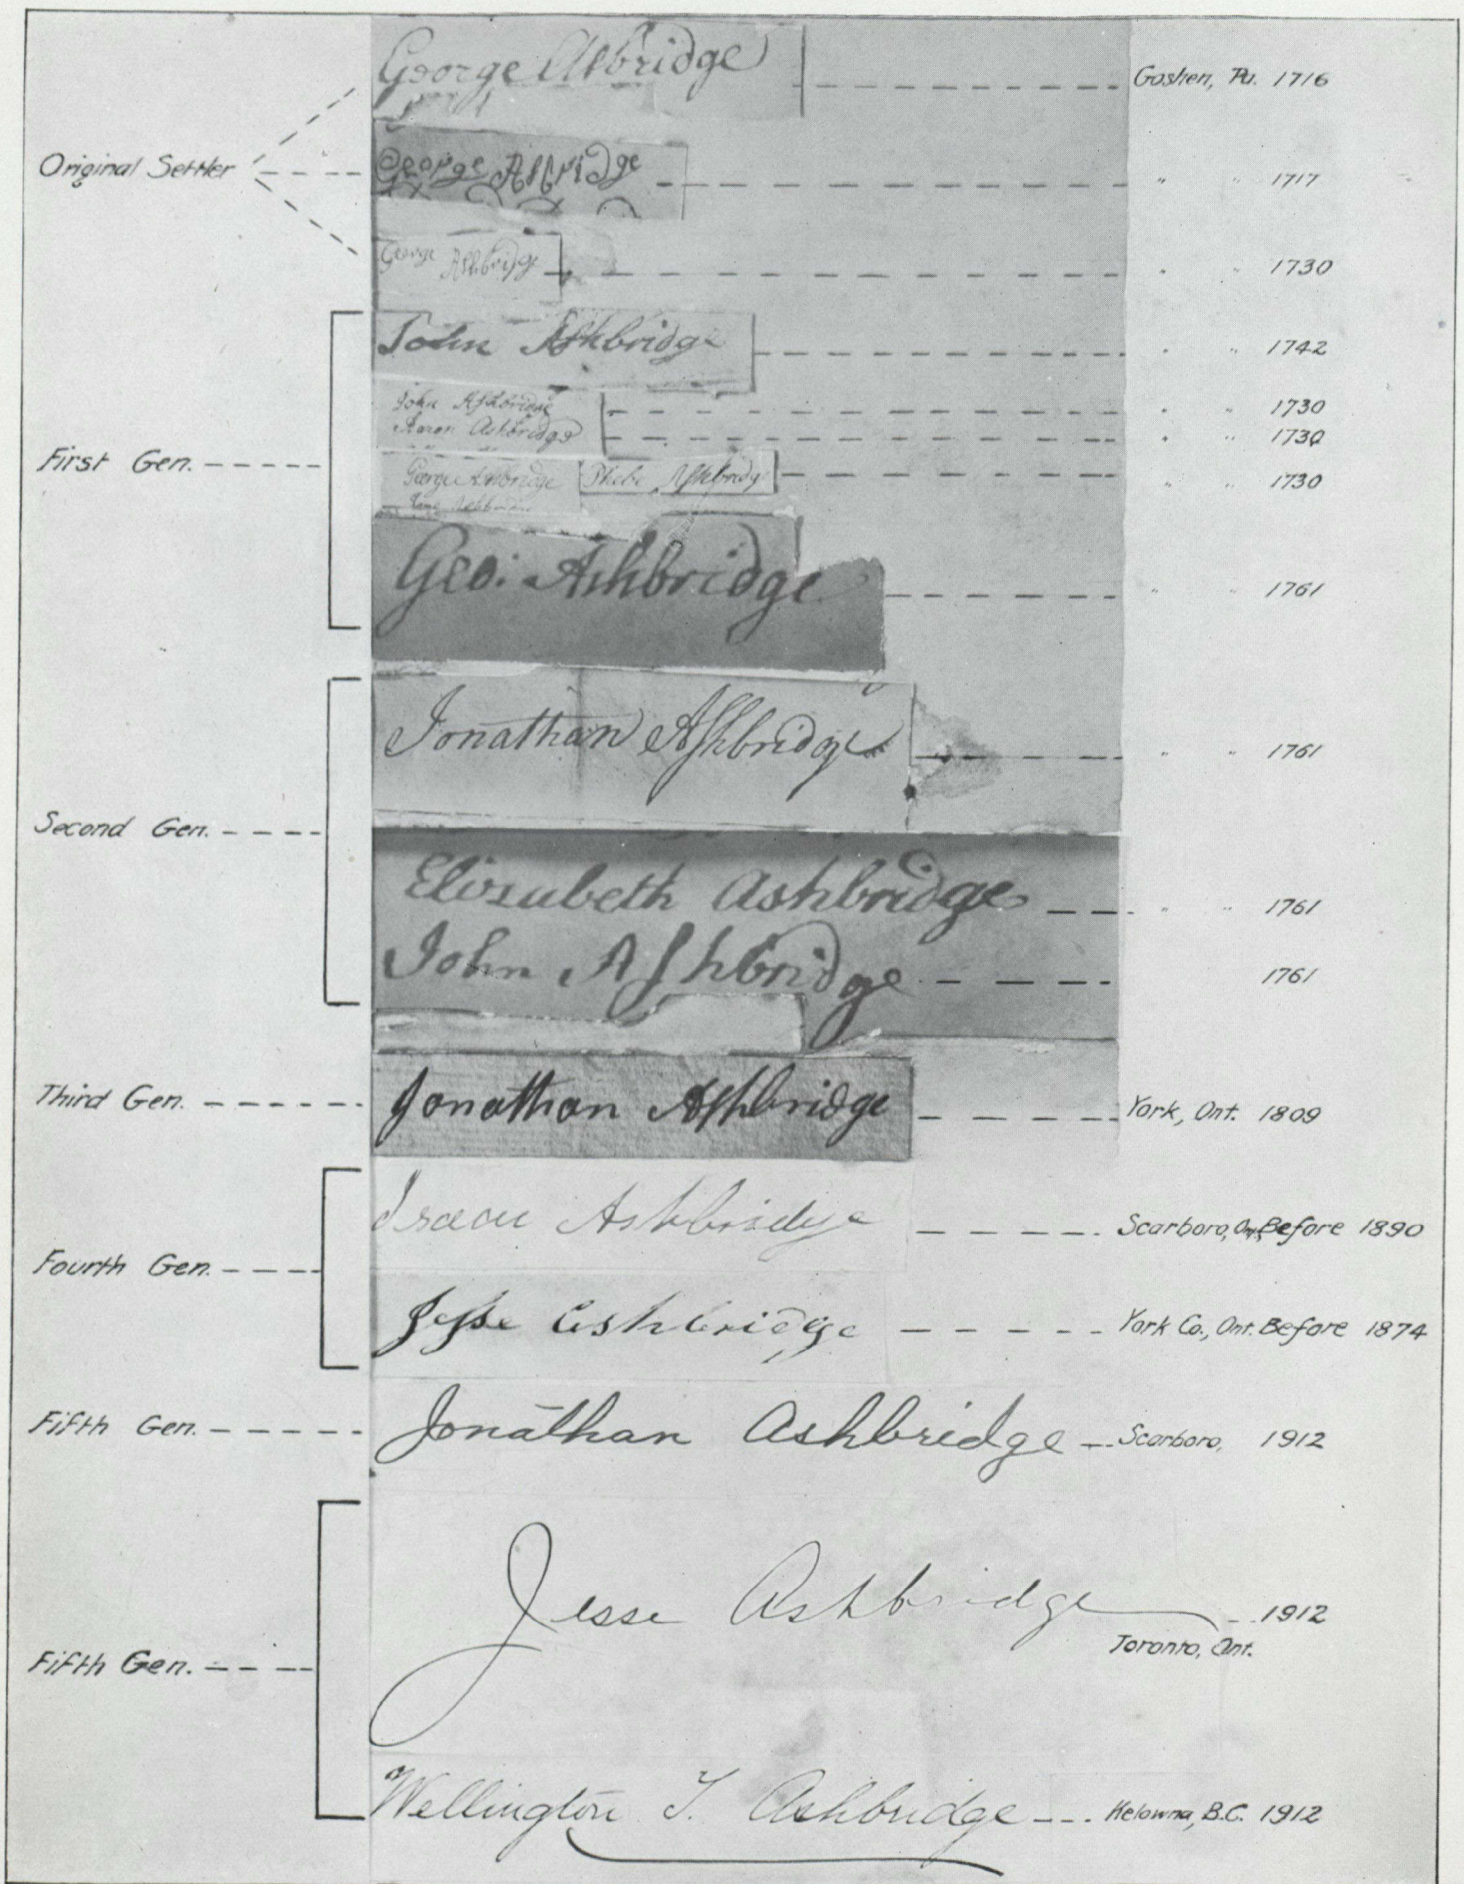 George Asbridge Goshen, Pa. 1716
Original Settler George Ashbridge " " 1717
George Ashbridge " " 1730
John Ashbridge " " 1742
John Ashbridge " " 1730
Aaron Ashbridge " " 1730
First Gen. George Ashbridge Phebe Ashbridg " " 1730
Geo: Ashbridge " " 1761
Jonathan Ashbridge " " 1761
Second Gen.
Elizabeth Ashbridge " " 1761
John Ashbridge 1761
Third Gen. Jonathan Ashbridge York, Ont. 1809
Ashbridge Scarboro, Ont. Before 1890
Fourth Gen.
Jesse Ashbridge York Co., Ont. Before 1874
Fifth Gen. Jonathan Ashbridge Scarboro, 1912
Jesse Ashbridge 1912
Toronto, Ont.
Fifth Gen.
Wellington T. Ashbridge Kelowna, B.C. 1912